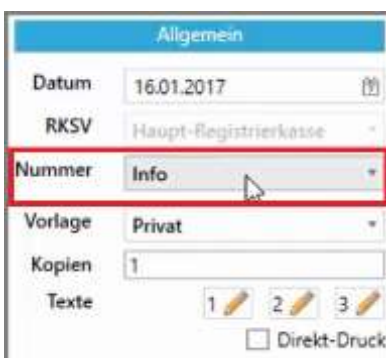 Allgemein
Datum 16.01.2017
RKSV Haupt-Registrierkasse
Nummer Info
Vorlage Privat
Kopien 1
Texte 1 2 3
Direkt-Druck